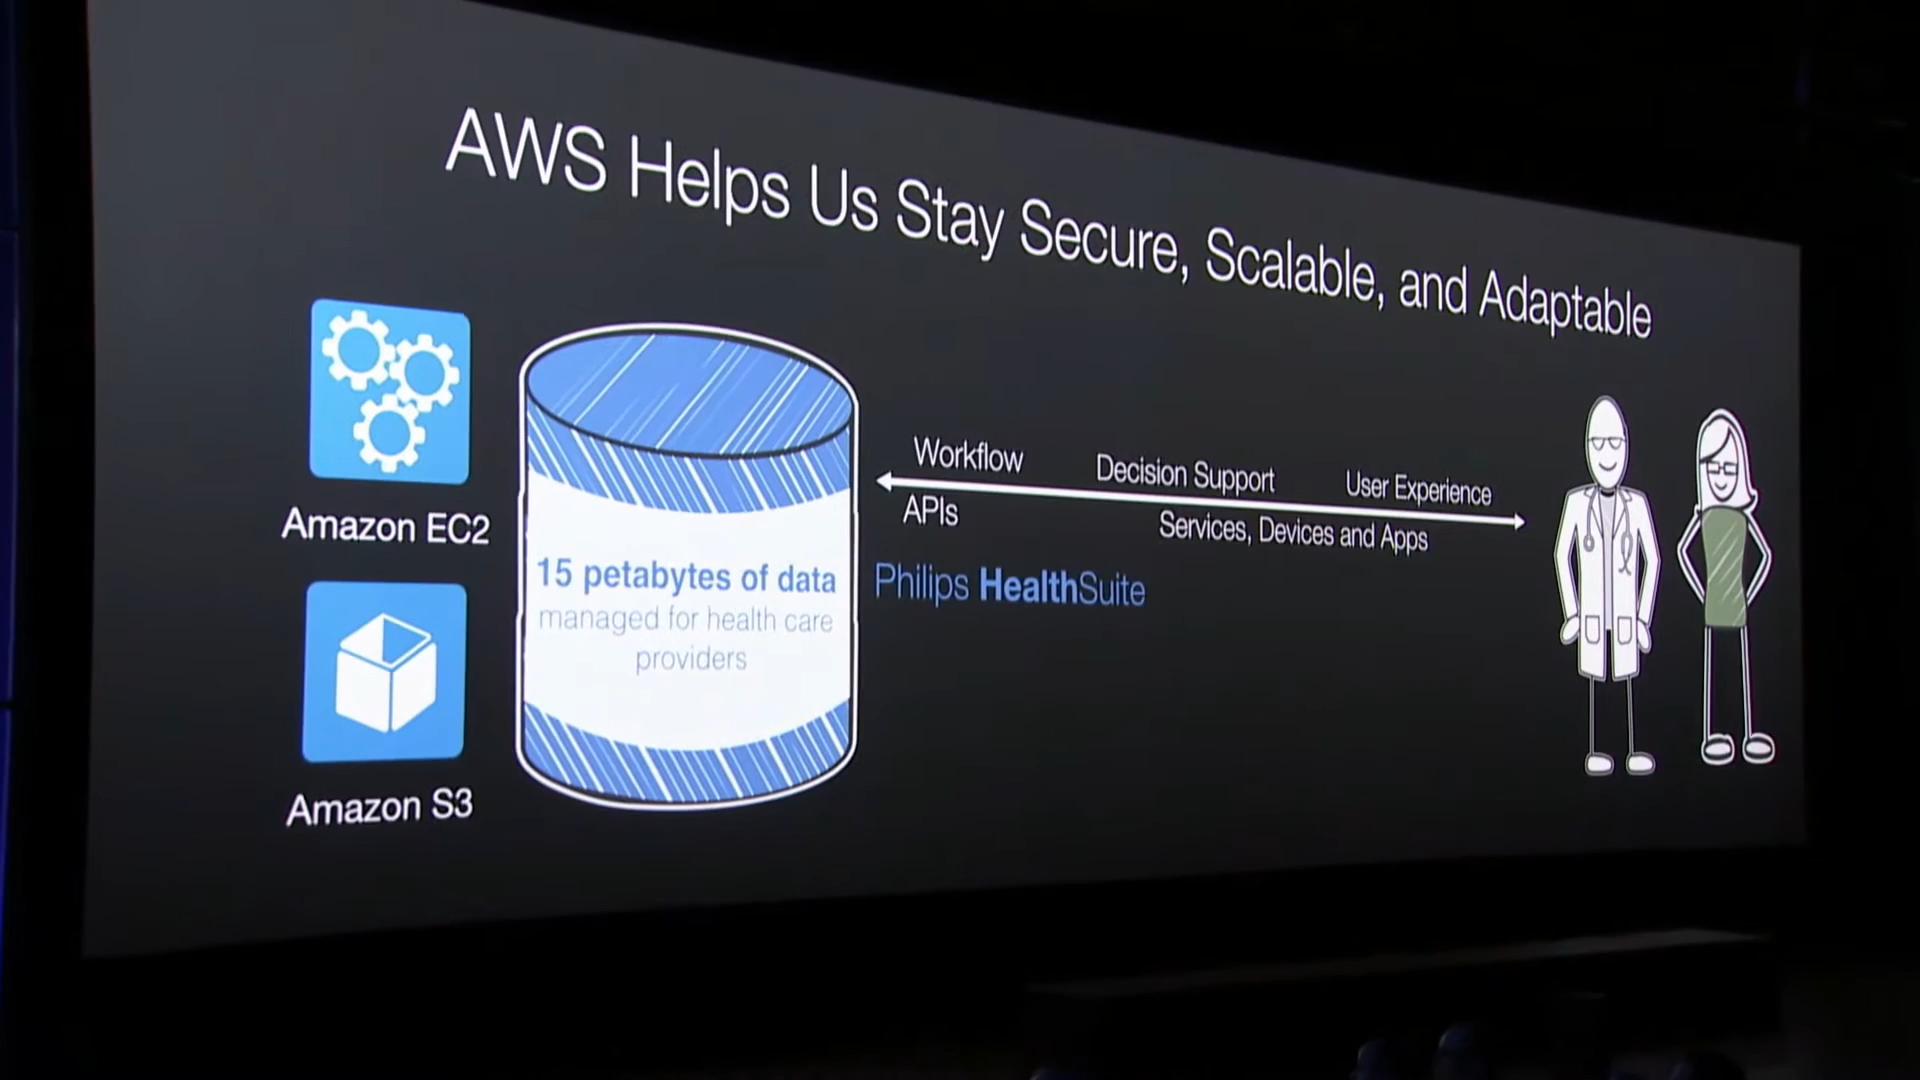 AWS Helps Us Stay Secure, Scalable, and Adaptable
Amazon EC2
Amazon S3
15 petabytes of data
managed for health care
providers
Workflow
Decision Support
User Experience
APIs
Services, Devices and Apps
Philips HealthSuite